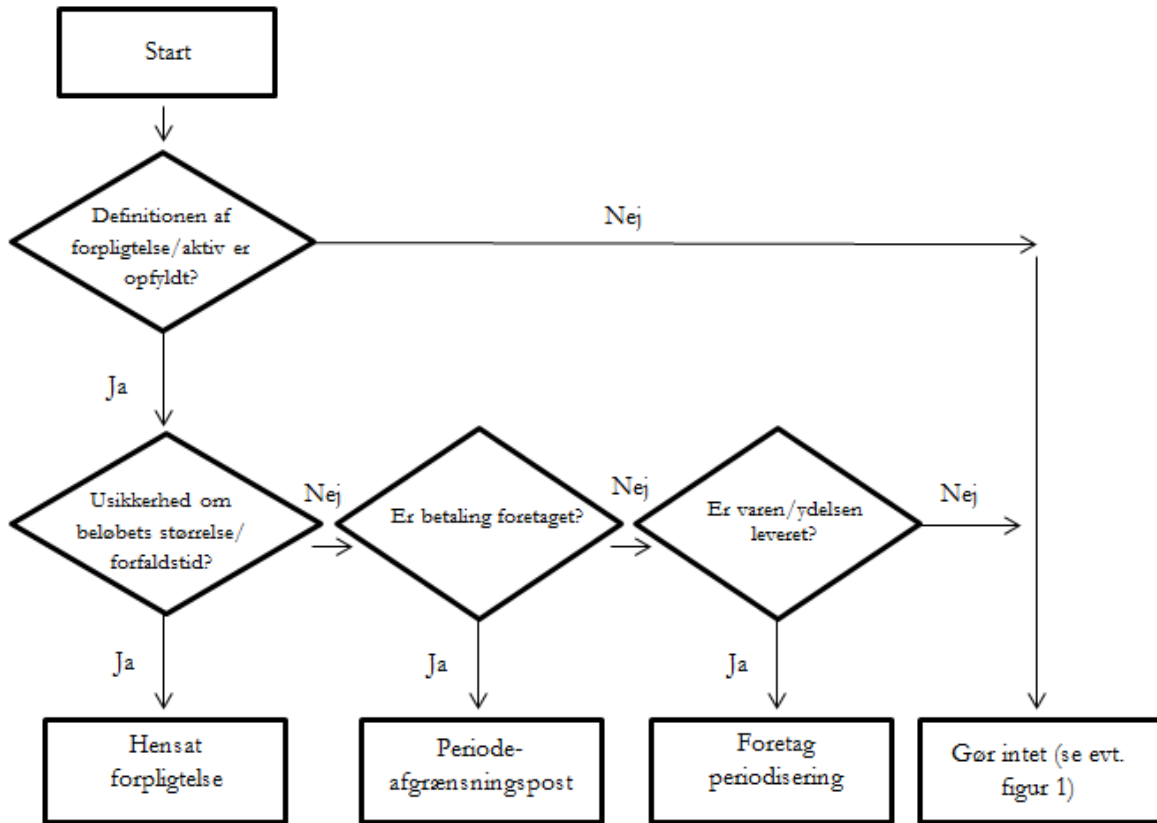 Start
Definitionen af
forpligtelse/aktiv er
opfyldt?
Nej
Ja
Usikkerhed om
beløbets størrelse/
forfaldstid?
Nej
Er betaling foretaget?
Nej
Er varen/ydelsen
leveret?
Nej
Ja
Ja
Ja
Hensat
forpligtelse
Periode-
afgrænsningspost
Foretag
periodisering
Gør intet (se evt.
figur 1)